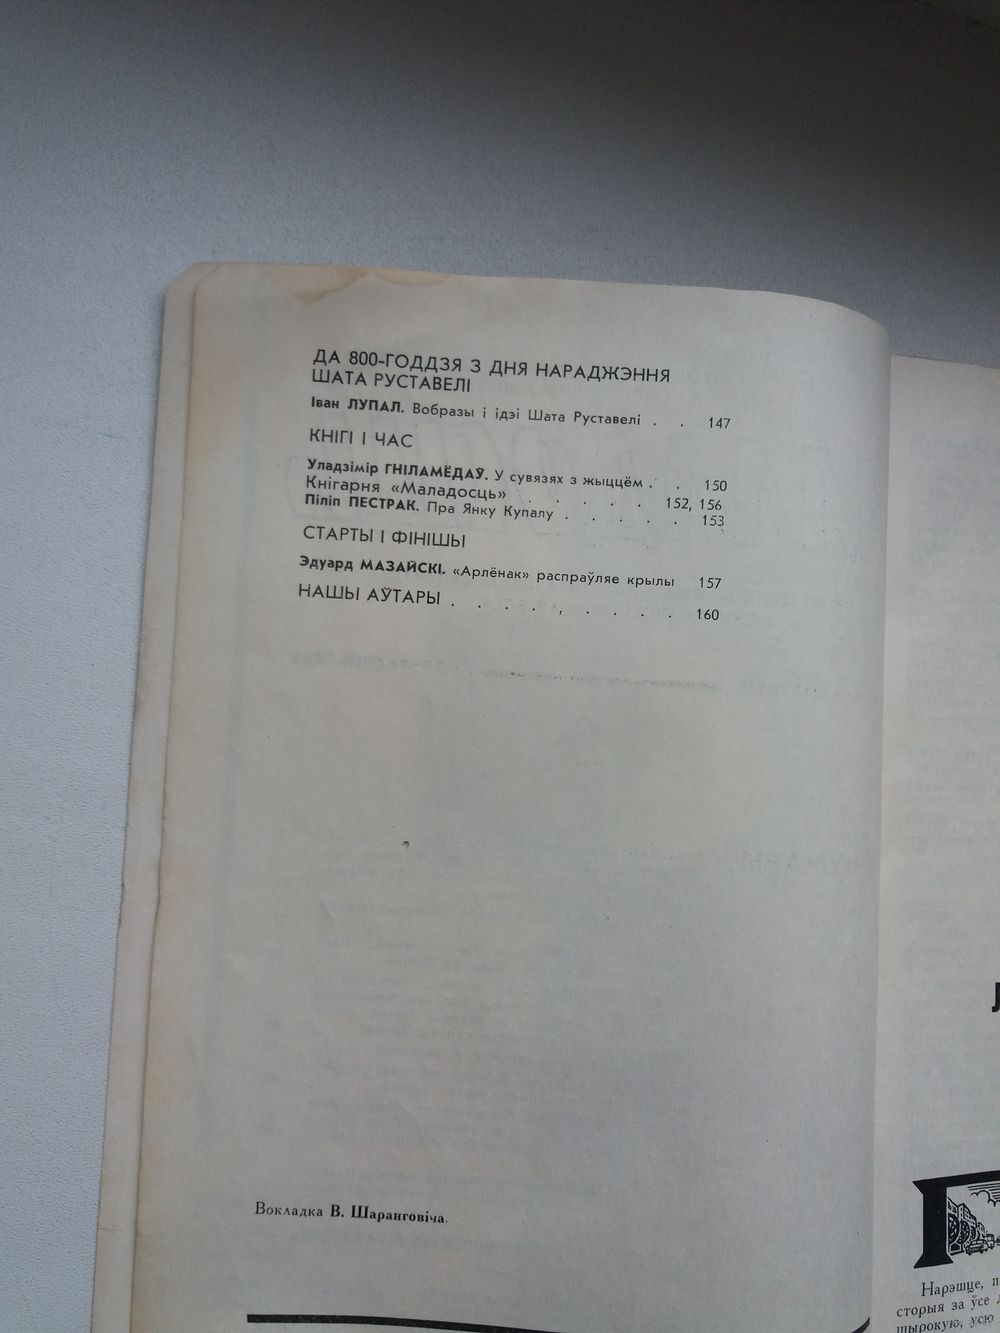 ДА 800-ГОДДЗЯ З ДНЯ НАРАДЖЭННЯ
ШАТА РУСТАВЕЛІ
Іван ЛУПАЛ. Вобразы і ідэі Шата Руставелі . . 147
КНІГІ І ЧАС
Уладзімір ГНІЛАМЁДАЎ. У сувязях з жыццём . . 150
Кнігарня «Маладосць» . . . . . 152, 156
Піліп ПЕСТРАК. Пра Янку Купалу . . . . . 153
СТАРТЫ І ФІНІШЫ
Эдуард МАЗАЙСКІ. «Арлёнак» распраўляе крылы 157
НАШЫ АЎТАРЫ . . . . , . . . . 160
Вокладка В. Шаранговіча.
Нарэшце,
сторыя за ўсе
шырокую, усю